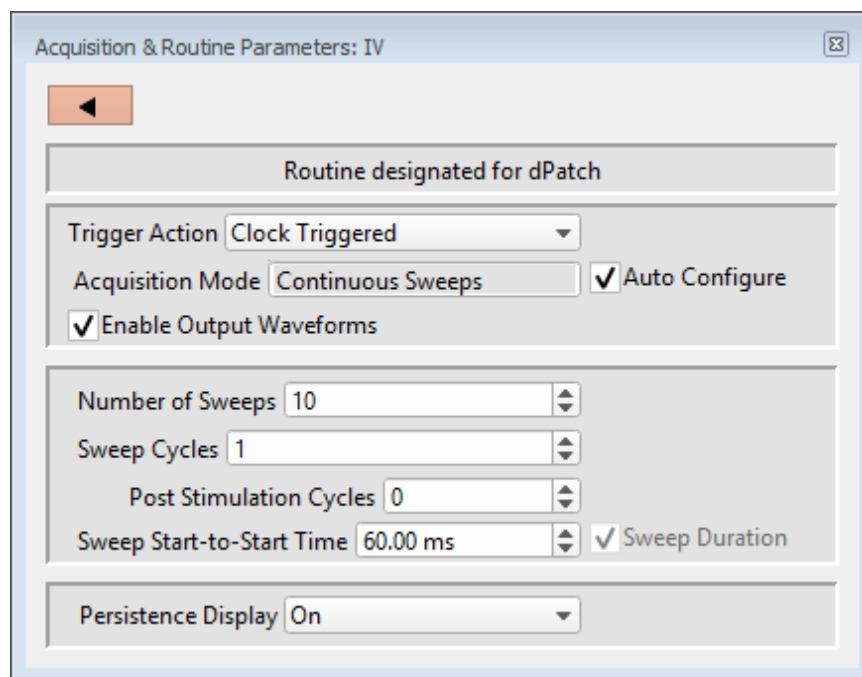 Acquisition & Routine Parameters: IV
Routine designated for dPatch
Trigger Action Clock Triggered
Acquisition Mode Continuous Sweeps Auto Configure
Enable Output Waveforms
Number of Sweeps 10
Sweep Cycles 1
Post Stimulation Cycles 0
Sweep Start-to-Start Time 60.00 ms Sweep Duration
Persistence Display On